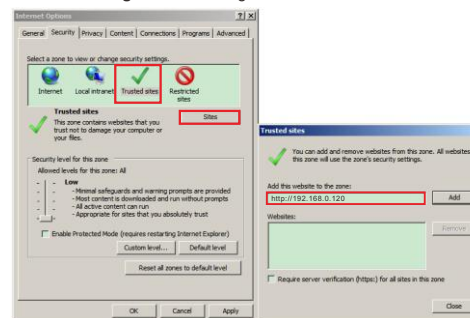 Internet Options
General Security Privacy Content Connections Programs Advanced
Select a zone to view or change security settings.
Internet Local intranet Trusted sites Restricted sites
Trusted sites
This zone contains websites that you
trust not to damage your computer or
your files.
Sites
Security level for this zone
Allowed levels for this zone: All
Low
-Minimal safeguards and warning prompts are provided
-Most content is downloaded and run without prompts
-All active content can run
-Appropriate for sites that you absolutely trust
Enable Protected Mode (requires restarting Internet Explorer)
Custom level... Default level
Reset all zones to default level
OK Cancel Apply
Trusted sites
You can add and remove websites from this zone. All websites
this zone will use the zone's security settings.
Add this website to the zone:
http://192.168.0.120 Add
Websites:
Remove
Require server verification (https:) for all sites in this zone
Close